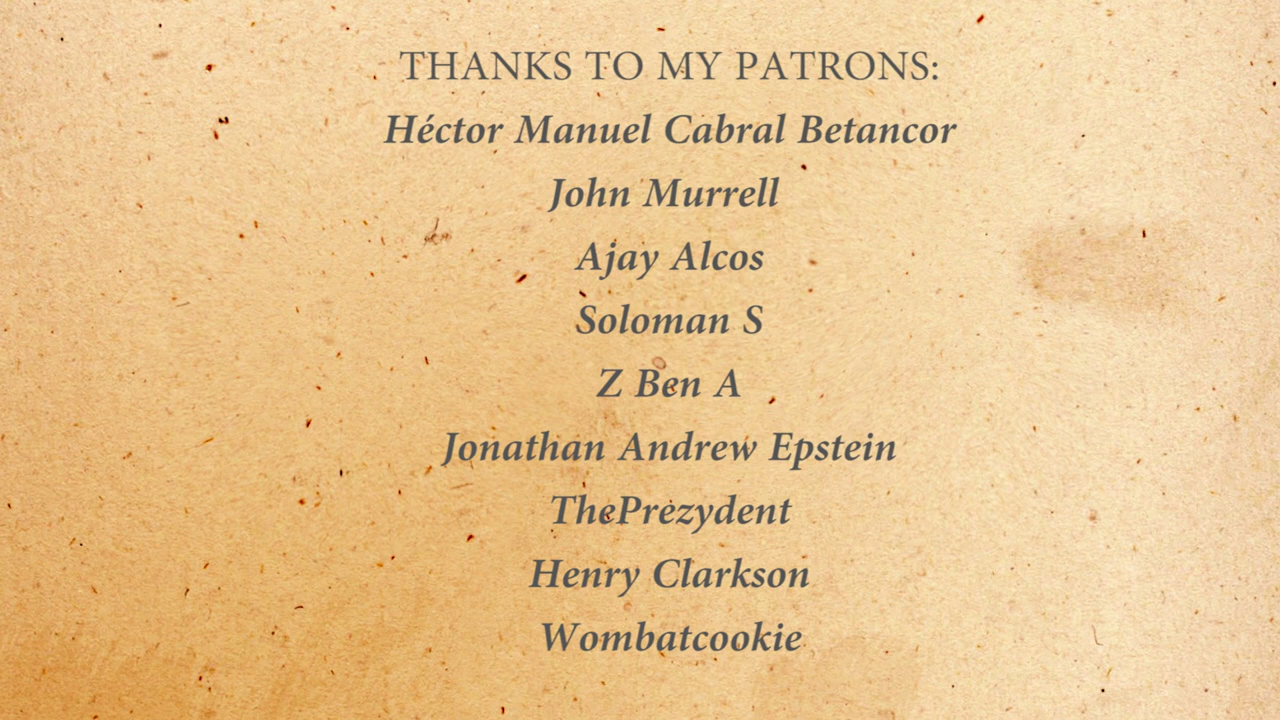 THANKS TO MY PATRONS:
Héctor Manuel Cabral Betancor
John Murrell
Ajay Alcos
Soloman S
Z Ben A
Jonathan Andrew Epstein
ThePrezydent
Henry Clarkson
Wombatcookie